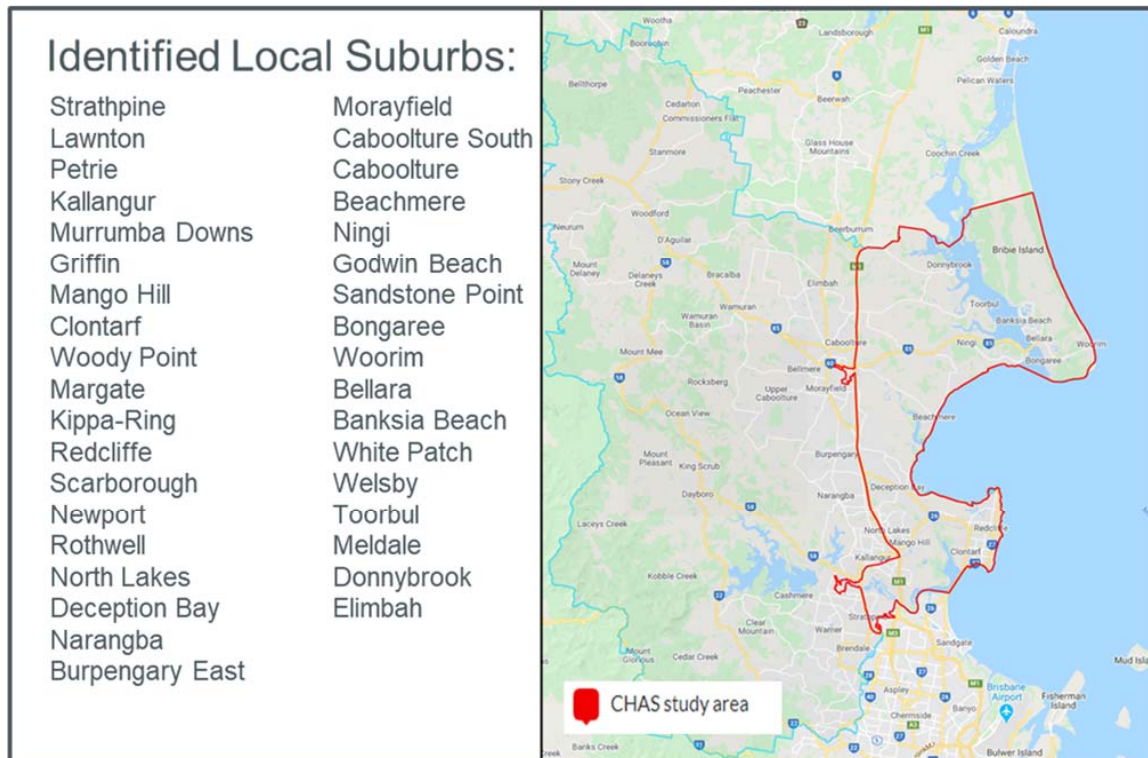 Identified Local Suburbs:
Strathpine
Lawnton
Petrie
Kallangur
Murrumba Downs
Griffin
Mango Hill
Clontarf
Woody Point
Margate
Kippa-Ring
Redcliffe
Scarborough
Newport
Rothwell
North Lakes
Deception Bay
Narangba
Burpengary East
Morayfield
Caboolture South
Caboolture
Beachmere
Ningi
Godwin Beach
Sandstone Point
Bongaree
Woorim
Bellara
Banksia Beach
White Patch
Welsby
Toorbul
Meldale
Donnybrook
Elimbah
Wootha
Landsborough
Caloundra
Booroobin
Golden Beach
Bellthorpe
Peachester
Pelican Waters
Beerwah
Cedarton
Commissioners Flat
Glass House
Mountains
Coochin Creek
Stanmore
Stony Creek
Woodford
Beerburrum
Neurum
D'Aguilar
Bribie Island
Mount
Delaney
Delaneys
Creek
Bracalba
Donnybrook
Elimbah
Wamuran
Toorbul
Wamuran
Basin
Banksia Beach
Caboolture
Ningi
Bellara
Woorim
Mount Mee
Bongaree
Bellmere
Rocksberg
Morayfield
Upper
Caboolture
Ocean View
Beachmere
Mount
Pleasant
King Scrub
Burpengary
Dayboro
Narangba
Deception Bay
Laceys Creek
North Lakes
Redcliffe
Mango Hill
Kallangur
Clontarf
Kobble Creek
Cashmere
Clear
Mountain
Warner
Sandgate
Mount
Glorious
Cedar Creek
Brendale
Mud Isl
Aspley
Brisbane
Airport
Fisherman
Island
Banyo
Chermside
Banks Creek
Bulwer Island
CHAS study area